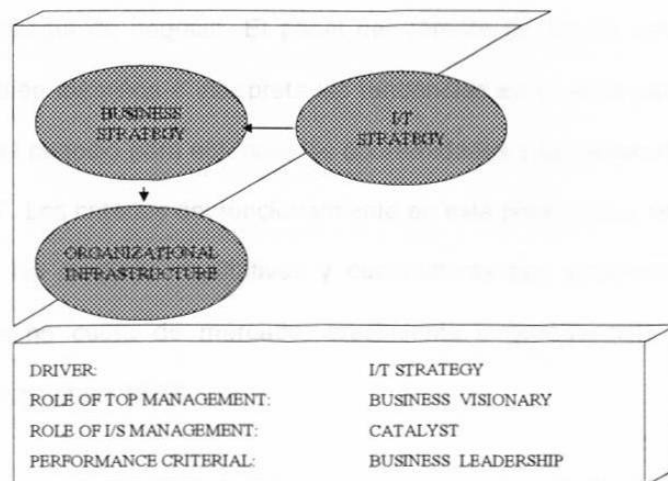 BUSINESS
STRATEGY
I/T
STRATEGY
ORGANIZATIONAL
INFRASTRUCTURE
DRIVER: I/T STRATEGY
ROLE OF TOP MANAGEMENT: BUSINESS VISIONARY
ROLE OF I/S MANAGEMENT: CATALYST
PERFORMANCE CRITERIAL: BUSINESS LEADERSHIP